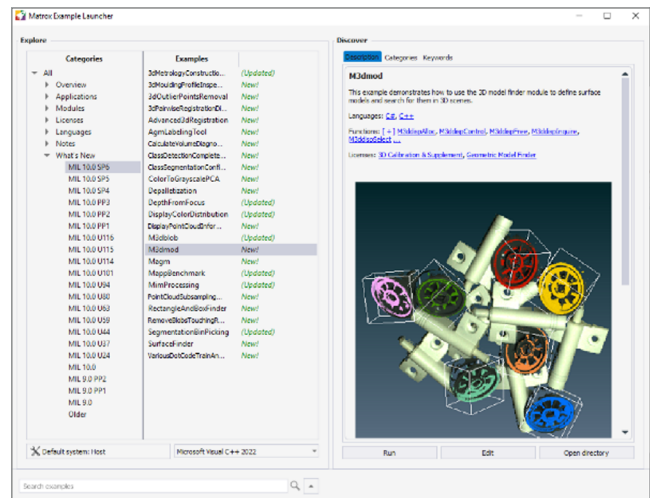 Matrox Example Launcher
Explore
Categories
All
Overview
Applications
Modules
Licenses
Languages
Notes
What's New
MIL 10.0 SP6
MIL 10.0 SP5
MIL 10.0 SP4
MIL 10.0 PP3
MIL 10.0 PP2
MIL 10.0 PP1
MIL 10.0 U116
MIL 10.0 U115
MIL 10.0 U114
MIL 10.0 U101
MIL 10.0 U94
MIL 10.0 U80
MIL 10.0 U63
MIL 10.0 U59
MIL 10.0 U44
MIL 10.0 U37
MIL 10.0 U24
MIL 10.0
MIL 9.0 PP2
MIL 9.0 PP1
MIL 9.0
Older
Examples
3dMetrologyConstructio... (Updated)
3dMouldingProfileInspe... New!
3dOutlierPointsRemoval New!
3dPairwiseRegistrationDi... New!
Advanced3dRegistration New!
AgmLabelingTool New!
CalculateVolumeDiagno... New!
ClassDetectionComplete... New!
ClassSegmentationConfi... New!
ColorToGrayscalePCA New!
Depalletization New!
DepthFromFocus (Updated)
DisplayColorDistribution (Updated)
DisplayPointCloudInfor... New!
M3dblob (Updated)
M3dmod New!
Magm New!
MappBenchmark (Updated)
MimProcessing (Updated)
PointCloudSubsampling... New!
RectangleAndBoxFinder New!
RemoveBlobsTouchingR... New!
SegmentationBinPicking (Updated)
SurfaceFinder New!
VariousDotCodeTrainAn... New!
Default system: Host
Microsoft Visual C++ 2022
Search examples
Discover
Description Categories Keywords
M3dmod
This example demonstrates how to use the 3D model finder module to define surface
models and search for them in 3D scenes.
Languages: C#, C++
Functions: [ + ] M3ddispAlloc, M3ddispControl, M3ddispFree, M3ddispInquire,
M3ddispSelect ...
Licenses: 3D Calibration & Supplement, Geometric Model Finder
Run
Edit
Open directory